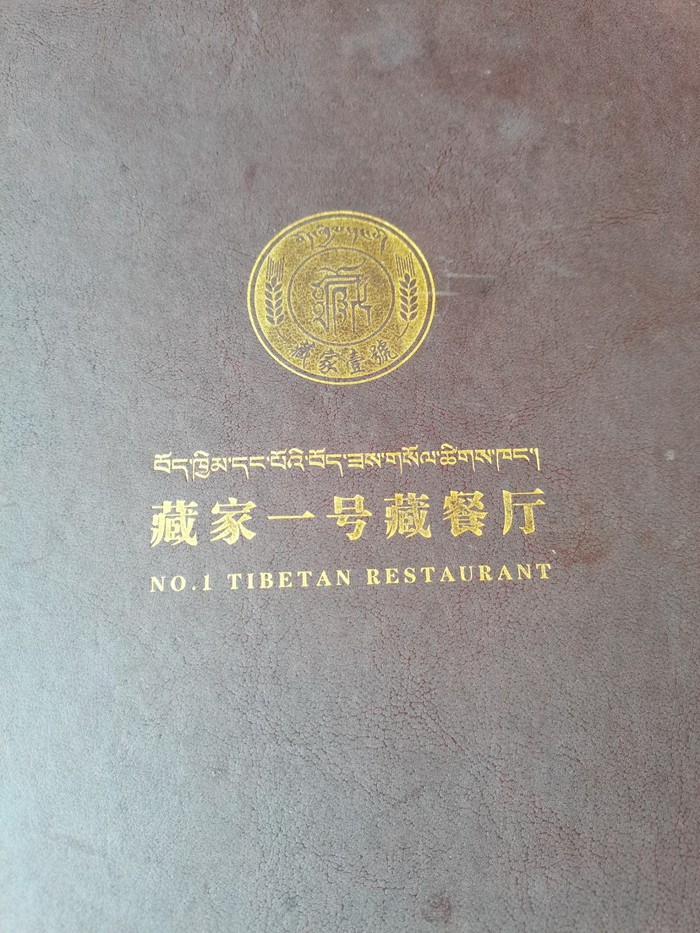 藏家壹號
བོད་ཁྱིམ་དང་པོའི་བོད་ཟས་གསོལ་ཚིགས་ཁང་།
藏家一号藏餐厅
NO.1 TIBETAN RESTAURANT